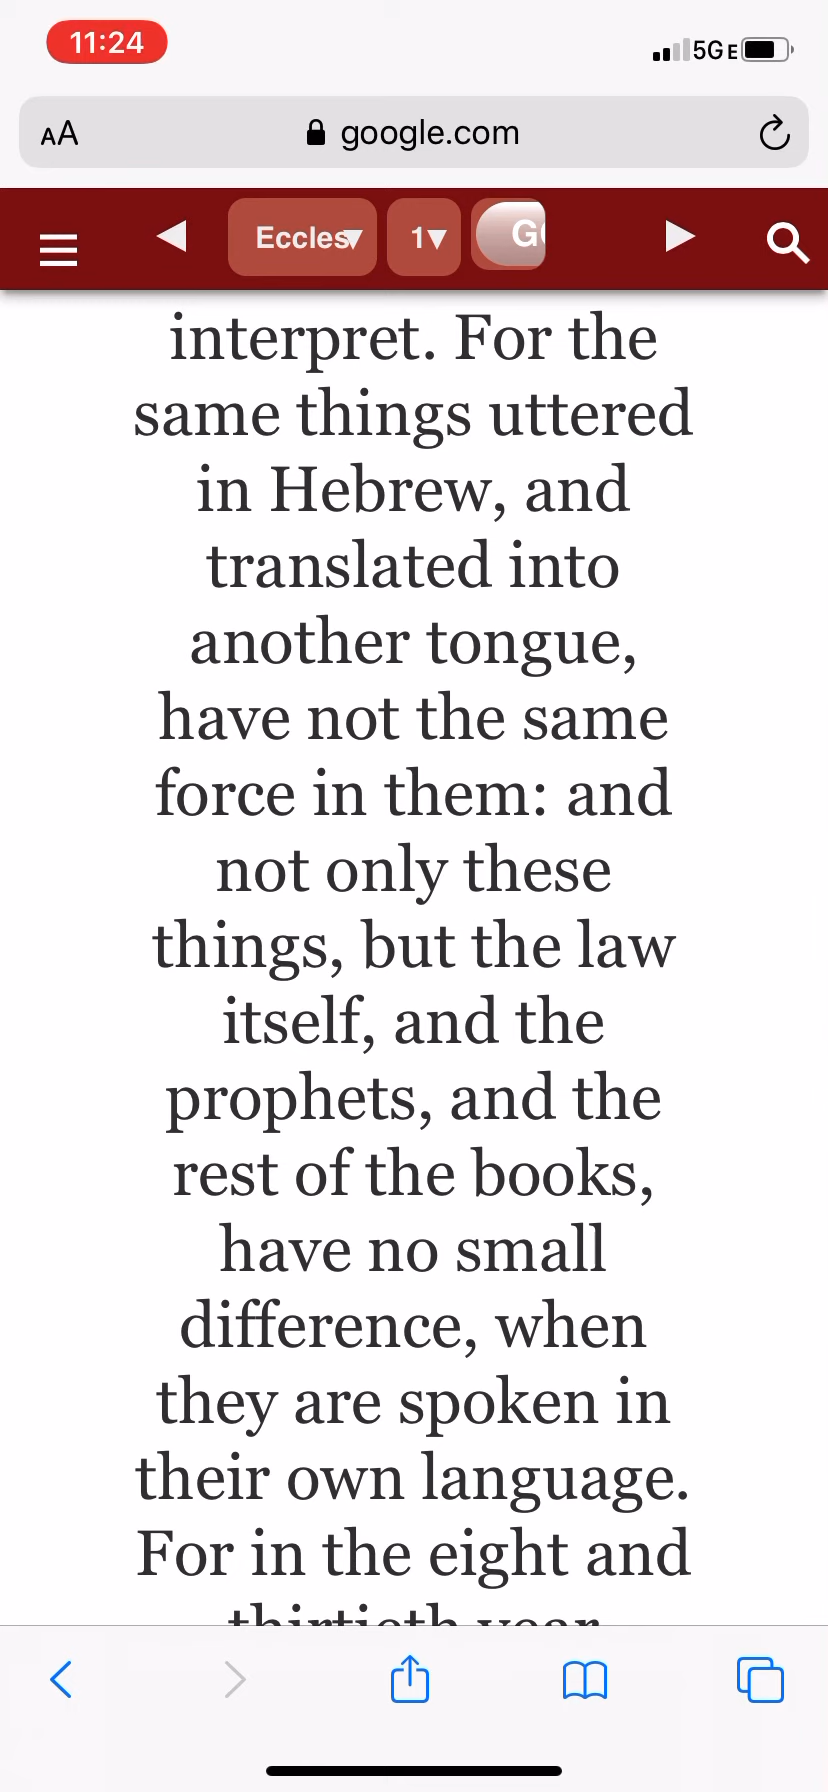 11:24
5G E
AA
google.com
Eccles▼
1▼
interpret. For the
same things uttered
in Hebrew, and
translated into
another tongue,
have not the same
force in them: and
not only these
things, but the law
itself, and the
prophets, and the
rest of the books,
have no small
difference, when
they are spoken in
their own language.
For in the eight and
thirtieth year